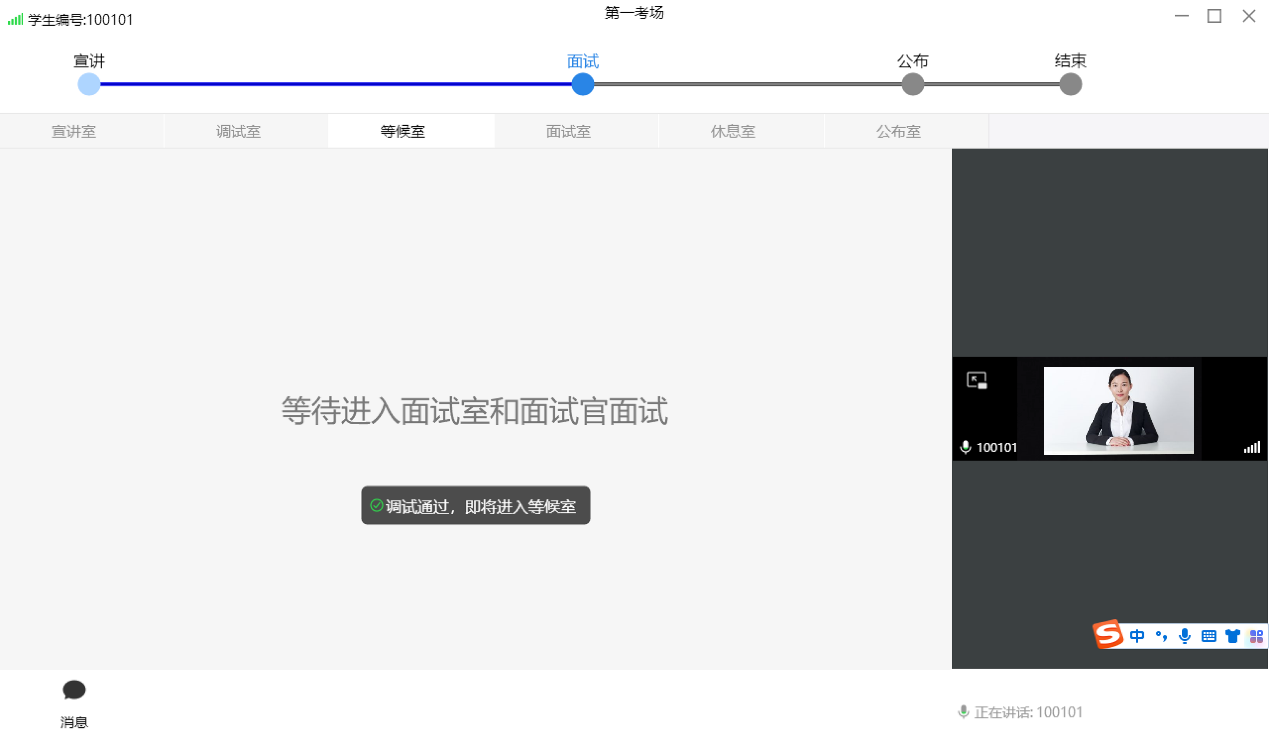 学生编号:100101
第一考场
宣讲
面试
公布
结束
宣讲室
调试室
等候室
面试室
休息室
公布室
等待进入面试室和面试官面试
调试通过，即将进入等候室
100101
S 中
消息
正在讲话: 100101